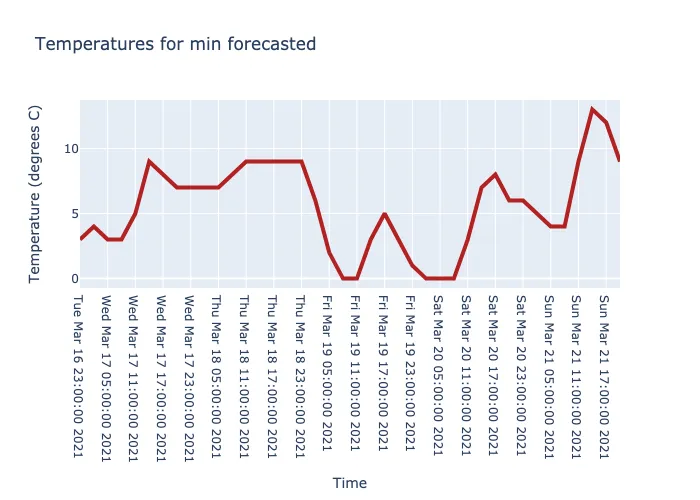 Temperatures for min forecasted
Temperature (degrees C)
10
5
0
Tue Mar 16 23:00:00 2021
Wed Mar 17 05:00:00 2021
Wed Mar 17 11:00:00 2021
Wed Mar 17 17:00:00 2021
Wed Mar 17 23:00:00 2021
Thu Mar 18 05:00:00 2021
Thu Mar 18 11:00:00 2021
Thu Mar 18 17:00:00 2021
Thu Mar 18 23:00:00 2021
Fri Mar 19 05:00:00 2021
Fri Mar 19 11:00:00 2021
Fri Mar 19 17:00:00 2021
Fri Mar 19 23:00:00 2021
Sat Mar 20 05:00:00 2021
Sat Mar 20 11:00:00 2021
Sat Mar 20 17:00:00 2021
Sat Mar 20 23:00:00 2021
Sun Mar 21 05:00:00 2021
Sun Mar 21 11:00:00 2021
Sun Mar 21 17:00:00 2021
Time